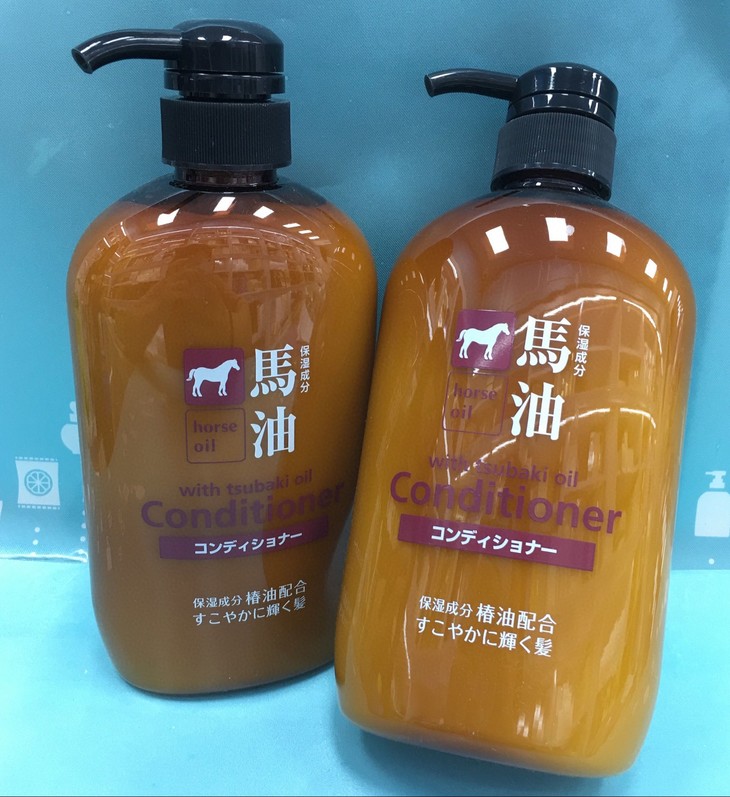 保湿成分
馬油
horse
oil
with tsubaki oil
Conditioner
コンディショナー
保湿成分 椿油配合
すこやかに輝く髪
保湿成分
馬油
horse
oil
with tsubaki oil
Conditioner
コンディショナー
保湿成分 椿油配合
すこやかに輝く髪